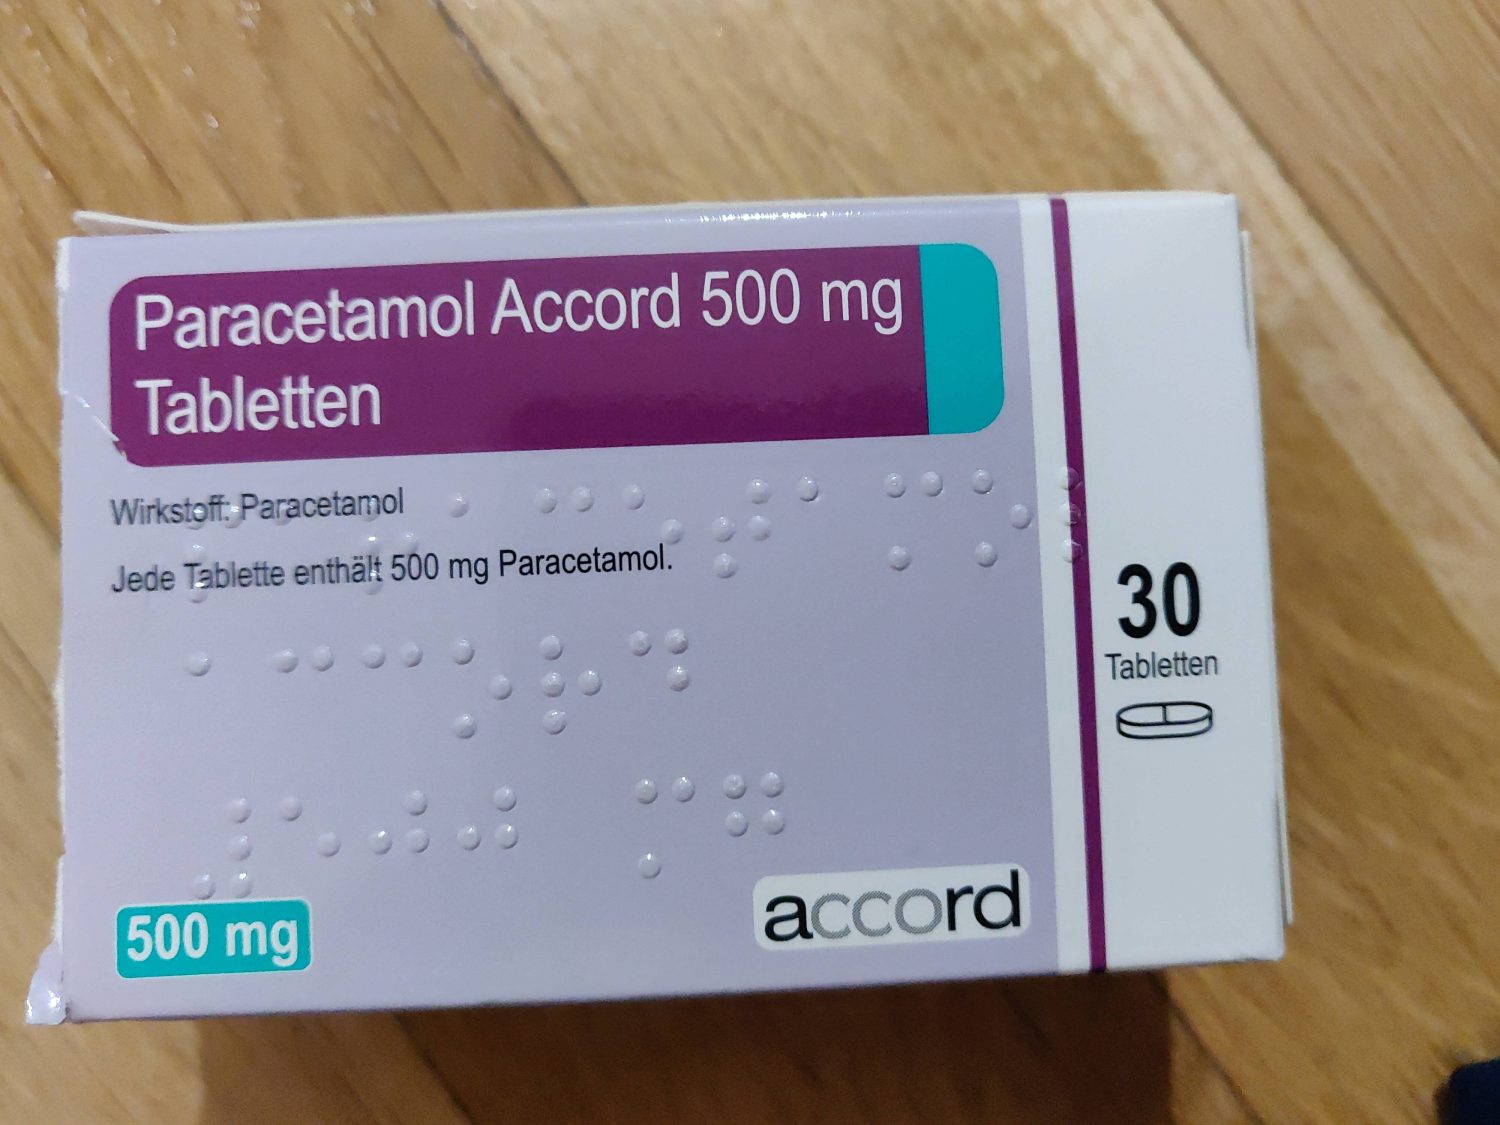 Paracetamol Accord 500 mg
Tabletten
Wirkstoff: Paracetamol
Jede Tablette enthält 500 mg Paracetamol.
30
Tabletten
500 mg
accord